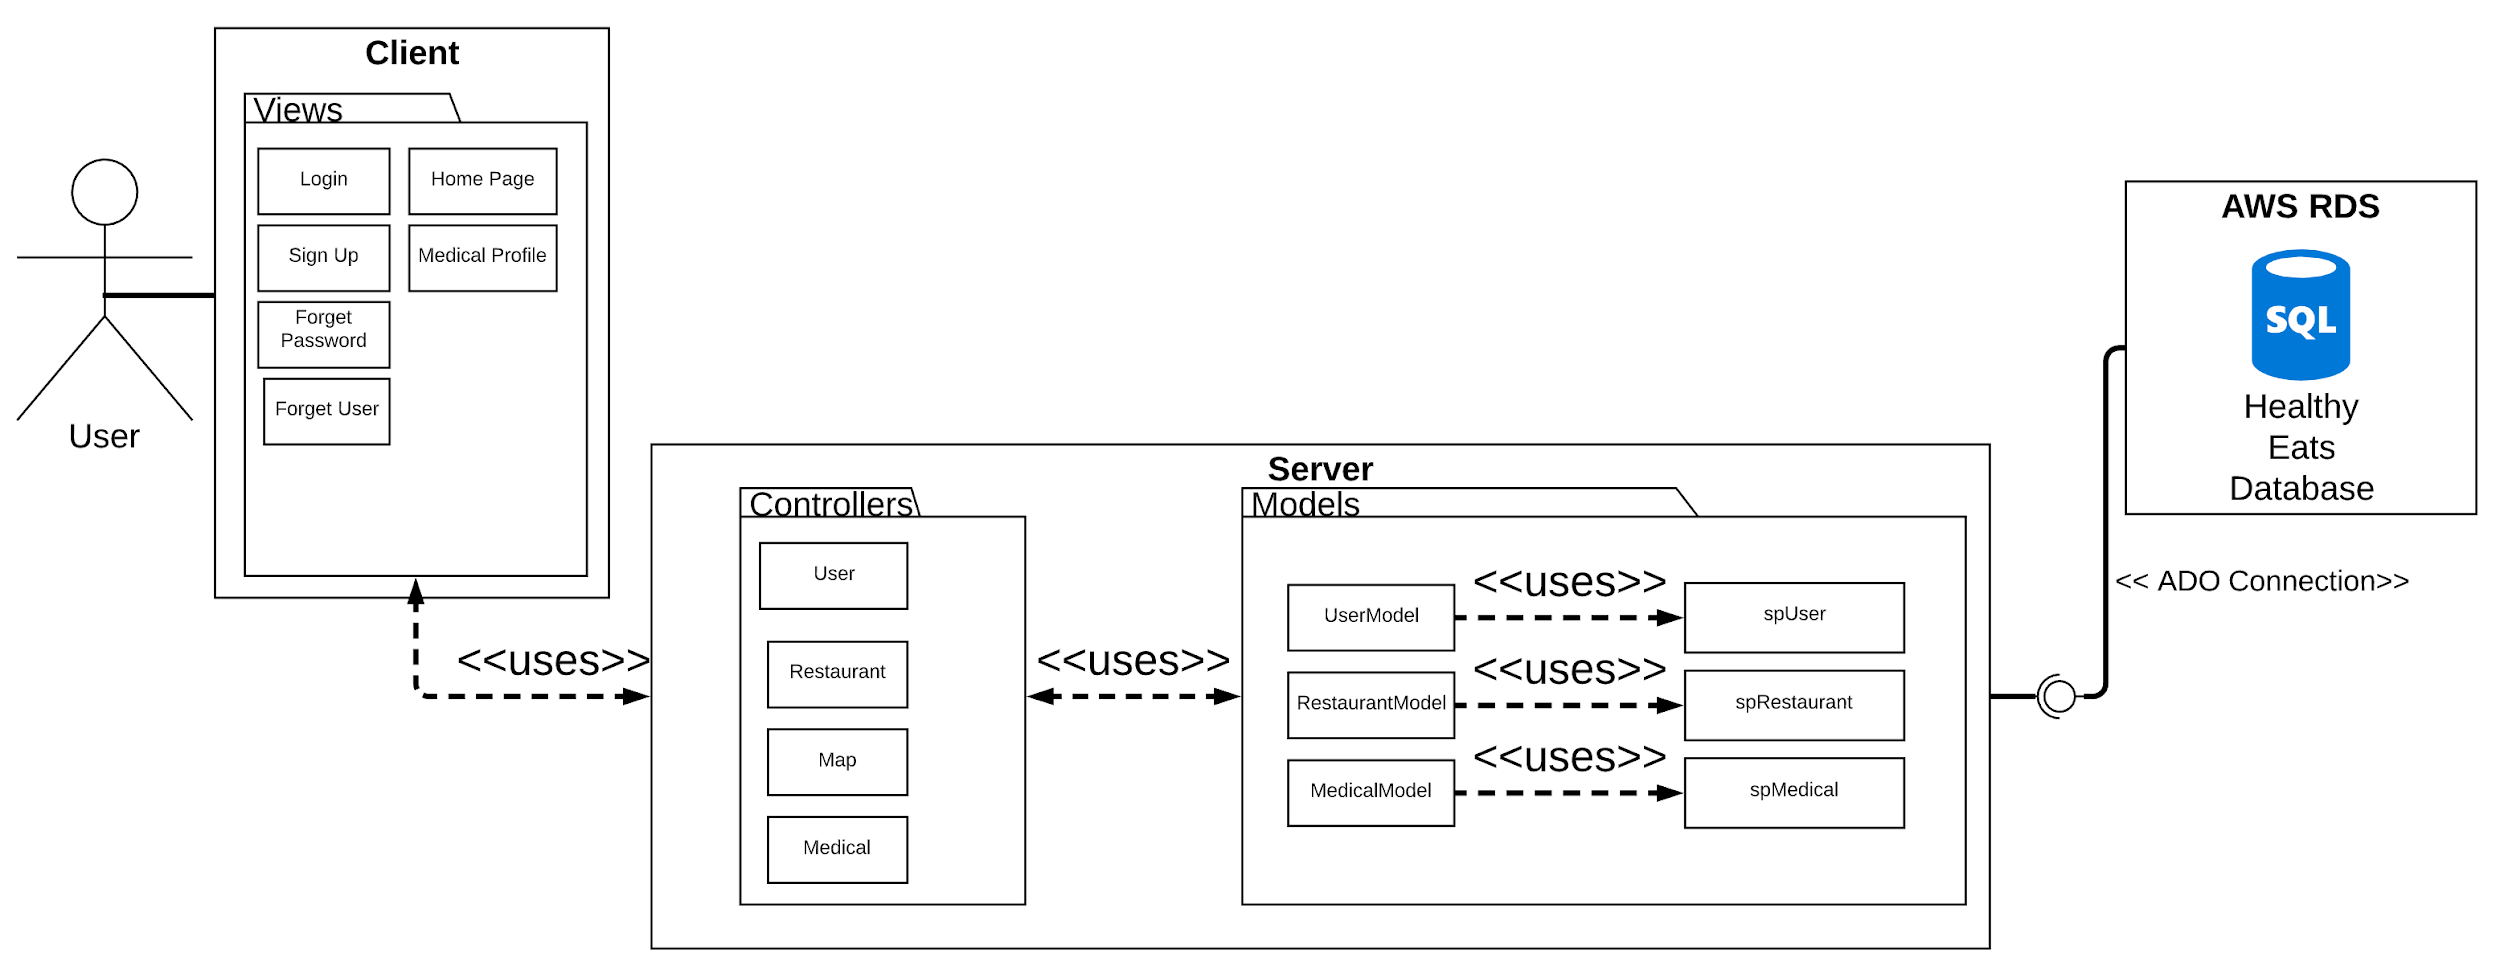 Client
Views
Login
Home Page
Sign Up
Medical Profile
Forget
Password
Forget User
User
<<uses>>
Server
Controllers
User
Restaurant
Map
Medical
<<uses>>
Models
UserModel
<<uses>>
spUser
RestaurantModel
<<uses>>
spRestaurant
MedicalModel
<<uses>>
spMedical
AWS RDS
SQL
Healthy
Eats
Database
<< ADO Connection>>